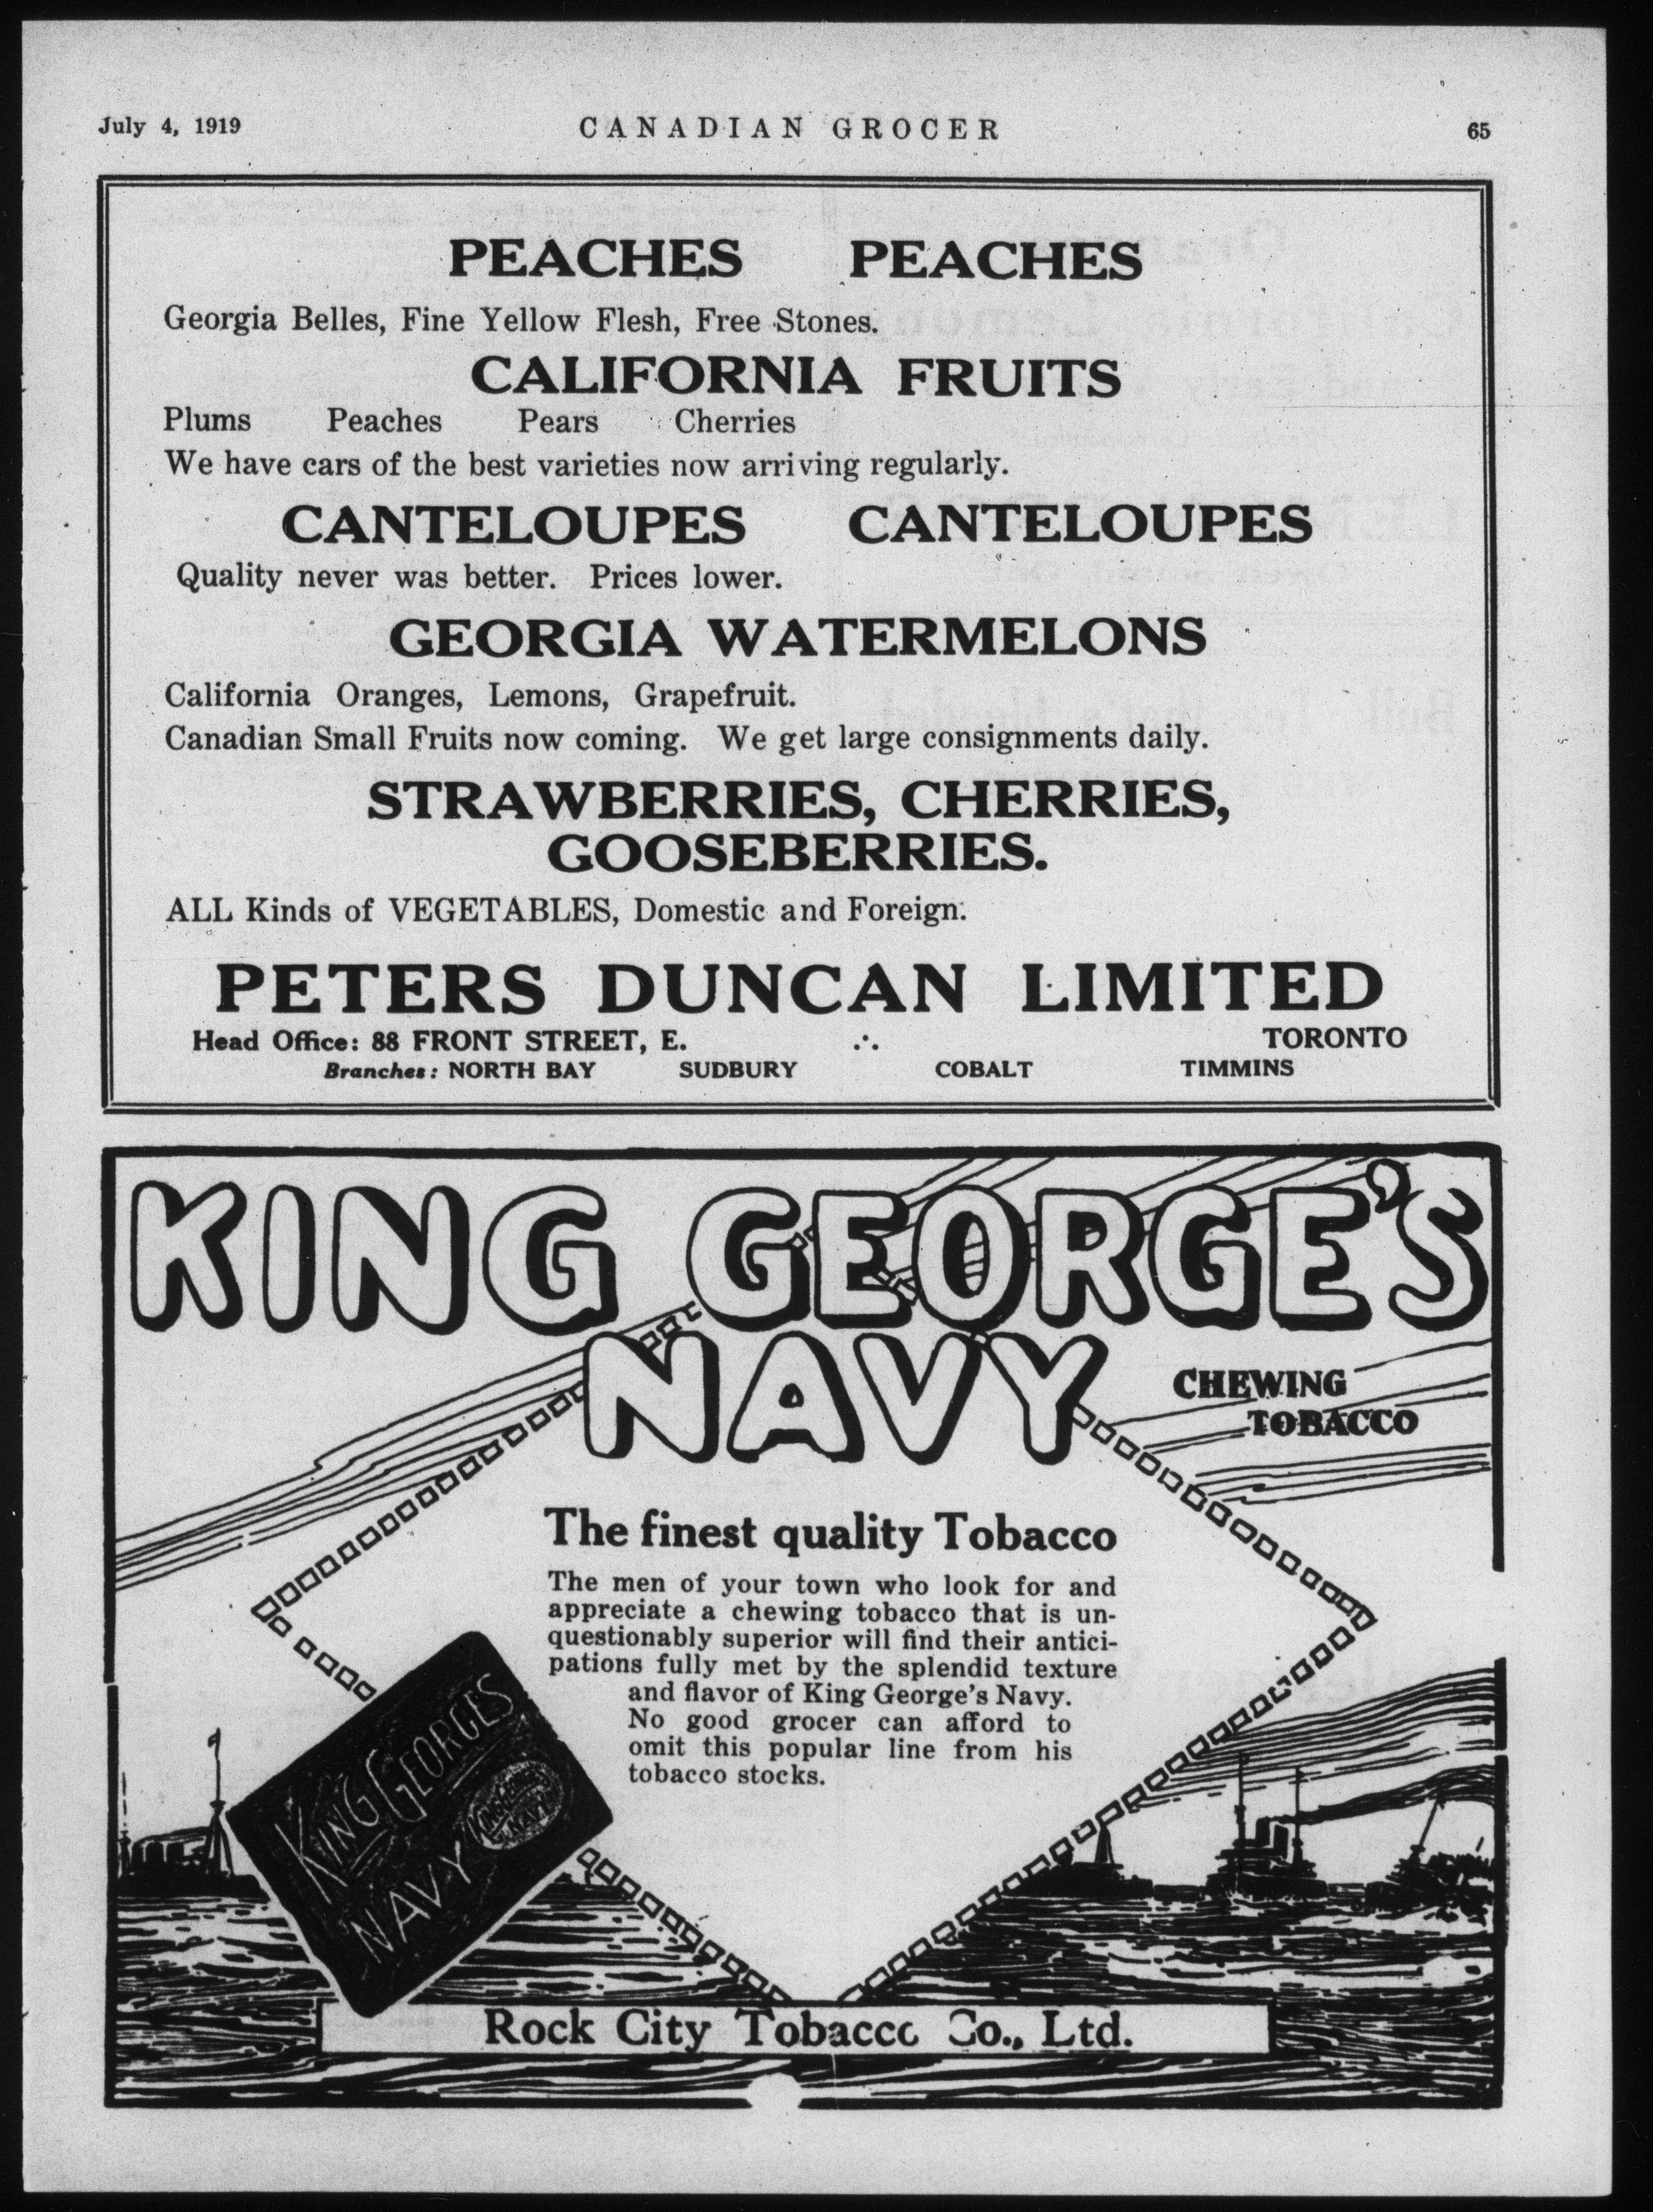 July 4, 1919
CANADIAN GROCER
65
PEACHES PEACHES
Georgia Belles, Fine Yellow Flesh, Free Stones.
CALIFORNIA FRUITS
Plums Peaches Pears Cherries
We have cars of the best varieties now arriving regularly.
CANTELOUPES CANTELOUPES
Quality never was better. Prices lower.
GEORGIA WATERMELONS
California Oranges, Lemons, Grapefruit.
Canadian Small Fruits now coming. We get large consignments daily.
STRAWBERRIES, CHERRIES,
GOOSEBERRIES.
ALL Kinds of VEGETABLES, Domestic and Foreign.
PETERS DUNCAN LIMITED
Head Office: 88 FRONT STREET, E. ∴ TORONTO
Branches: NORTH BAY SUDBURY COBALT TIMMINS
KING GEORGE'S
NAVY
CHEWING
TOBACCO
The finest quality Tobacco
The men of your town who look for and
appreciate a chewing tobacco that is un-
questionably superior will find their antici-
pations fully met by the splendid texture
and flavor of King George's Navy.
No good grocer can afford to
omit this popular line from his
tobacco stocks.
KING GEORGES
NAVY
KING GEORGE'S
NAVY
Rock City Tobacco Co., Ltd.